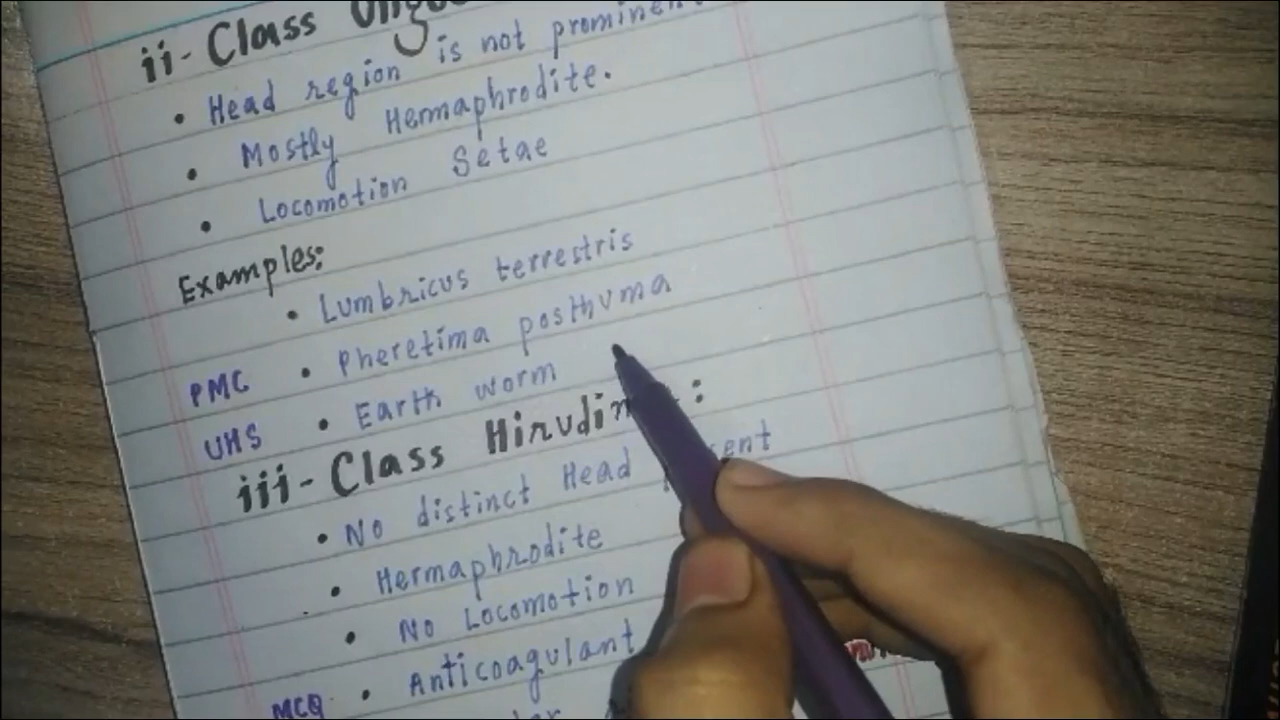 ii- Class
• Head region is not prominent
• Mostly Hermaphrodite.
• Locomotion Setae
Examples:
• Lumbricus terrestris
PMC • Pheretima posthuma
UHS • Earth worm
iii- Class :
• No distinct Head
• Hermaphrodite
• No Locomotion
MCQ • Anticoagulant